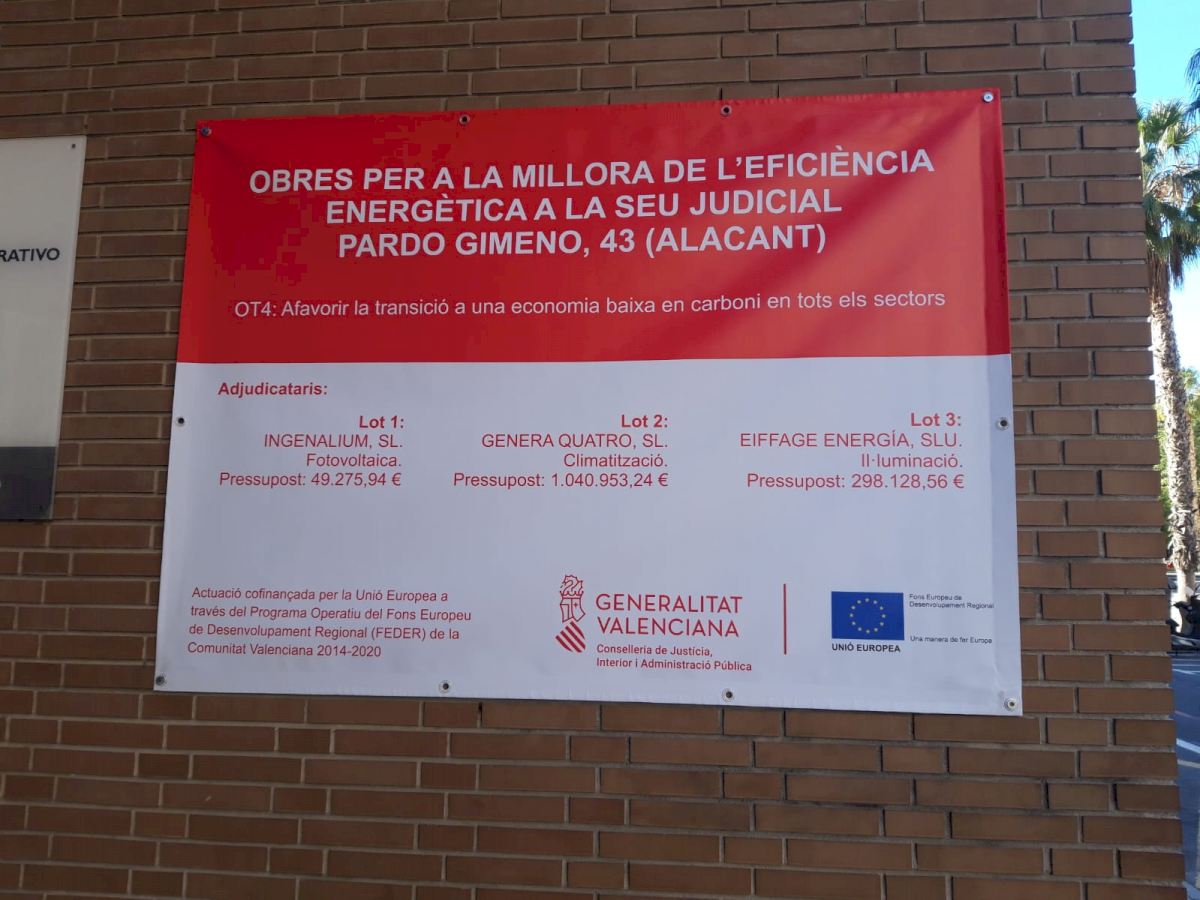 RATIVO
OBRES PER A LA MILLORA DE L'EFICIÈNCIA
ENERGÈTICA A LA SEU JUDICIAL
PARDO GIMENO, 43 (ALACANT)
OT4: Afavorir la transició a una economia baixa en carboni en tots els sectors
Adjudicataris:
Lot 1:
INGENALIUM, SL.
Fotovoltaica.
Pressupost: 49.275,94 €
Lot 2:
GENERA QUATRO, SL.
Climatització.
Pressupost: 1.040.953,24 €
Lot 3:
EIFFAGE ENERGÍA, SLU.
Il·luminació.
Pressupost: 298.128,56 €
Actuació cofinançada per la Unió Europea a
través del Programa Operatiu del Fons Europeu
de Desenvolupament Regional (FEDER) de la
Comunitat Valenciana 2014-2020
GENERALITAT
VALENCIANA
Conselleria de Justícia,
Interior i Administració Pública
UNIÓ EUROPEA
Fons Europeu de
Desenvolupament Regional
Una manera de fer Europa